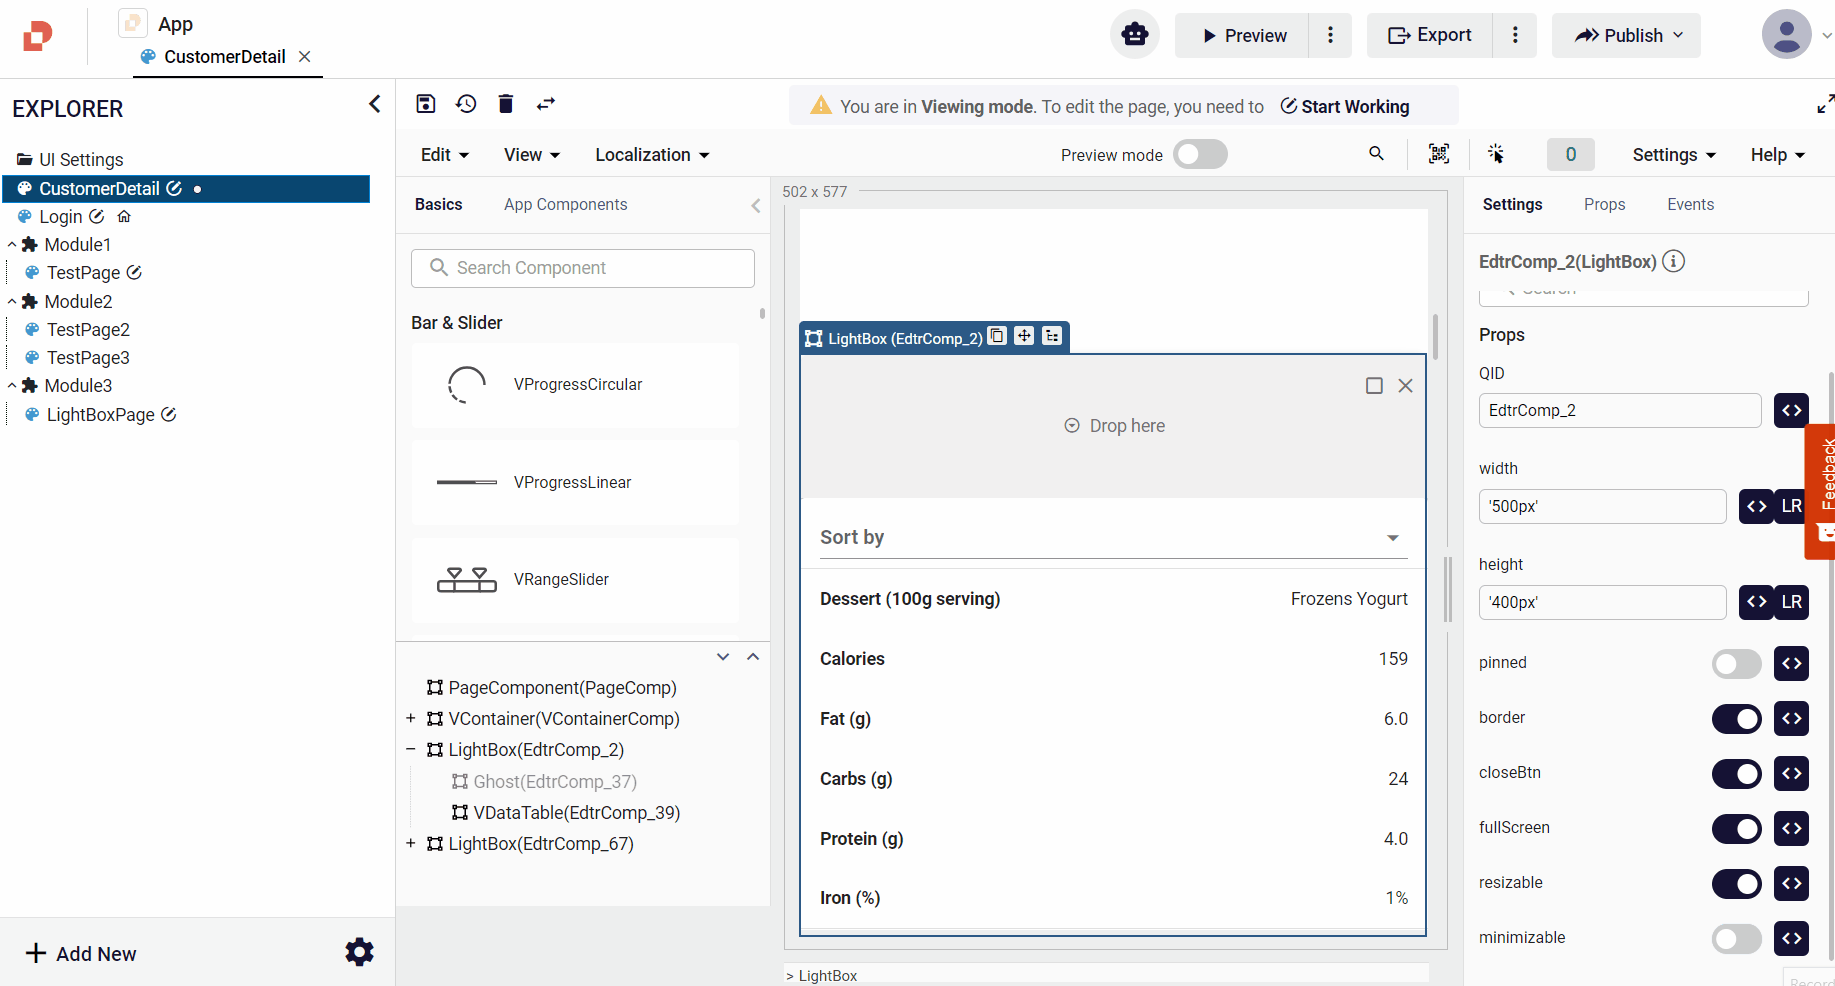 App
CustomerDetail
Preview
Export
Publish
EXPLORER
You are in Viewing mode. To edit the page, you need to Start Working
UI Settings
CustomerDetail
Login
Module1
TestPage
Module2
TestPage2
TestPage3
Module3
LightBoxPage
Add New
Edit
View
Localization
Preview mode
0
Settings
Help
Basics
App Components
Search Component
Bar & Slider
VProgressCircular
VProgressLinear
VRangeSlider
PageComponent(PageComp)
+ VContainer(VContainerComp)
- LightBox(EdtrComp_2)
Ghost(EdtrComp_37)
VDataTable(EdtrComp_39)
+ LightBox(EdtrComp_67)
502 x 577
LightBox (EdtrComp_2)
Drop here
Sort by
Dessert (100g serving) Frozens Yogurt
Calories 159
Fat (g) 6.0
Carbs (g) 24
Protein (g) 4.0
Iron (%) 1%
> LightBox
Settings
Props
Events
EdtrComp_2(LightBox)
Props
QID
EdtrComp_2
width
'500px'
LR
height
'400px'
LR
pinned
border
closeBtn
fullScreen
resizable
minimizable
Feedback